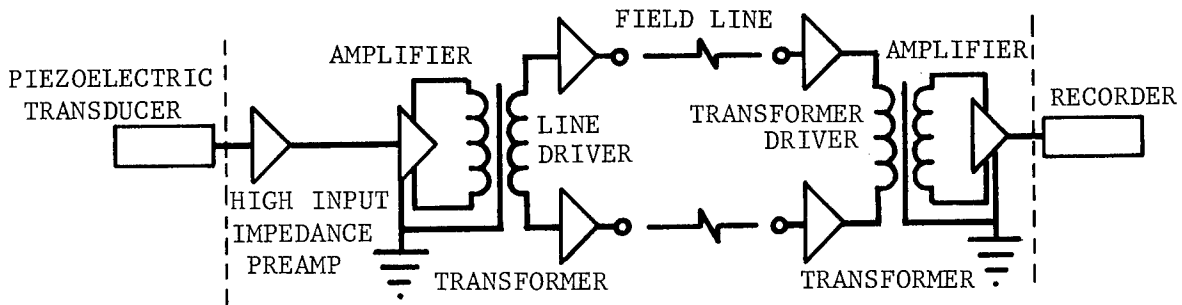 PIEZOELECTRIC
TRANSDUCER
AMPLIFIER
HIGH INPUT
IMPEDANCE
PREAMP
LINE
DRIVER
TRANSFORMER
FIELD LINE
TRANSFORMER
DRIVER
AMPLIFIER
TRANSFORMER
RECORDER